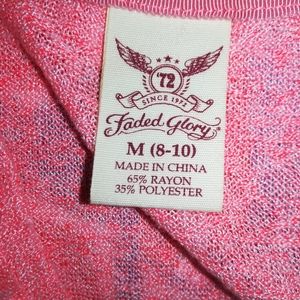 '72
SINCE 1972
Faded Glory
M (8-10)
MADE IN CHINA
65% RAYON
35% POLYESTER